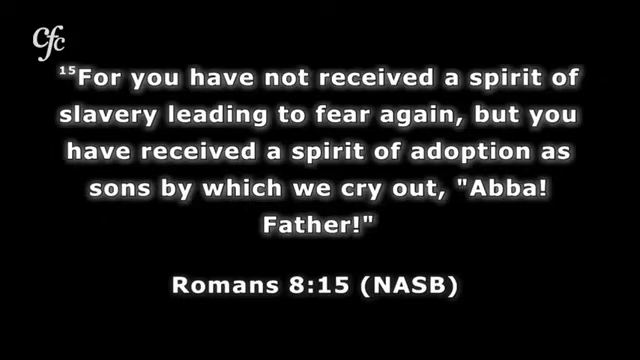 cfc
¹⁵For you have not received a spirit of
slavery leading to fear again, but you
have received a spirit of adoption as
sons by which we cry out, "Abba!
Father!"
Romans 8:15 (NASB)